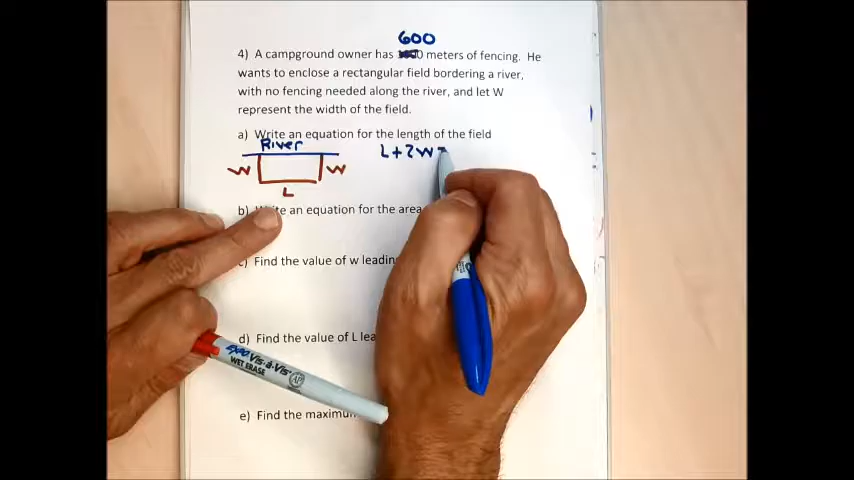 600
4) A campground owner has 0 meters of fencing. He
wants to enclose a rectangular field bordering a river,
with no fencing needed along the river, and let W
represent the width of the field.
a) Write an equation for the length of the field
River
L+2W=
W W
L
b) Write an equation for the area
c) Find the value of w leading
d) Find the value of L
e) Find the maximum
EXPO Vis-à-Vis
WET ERASE
AP